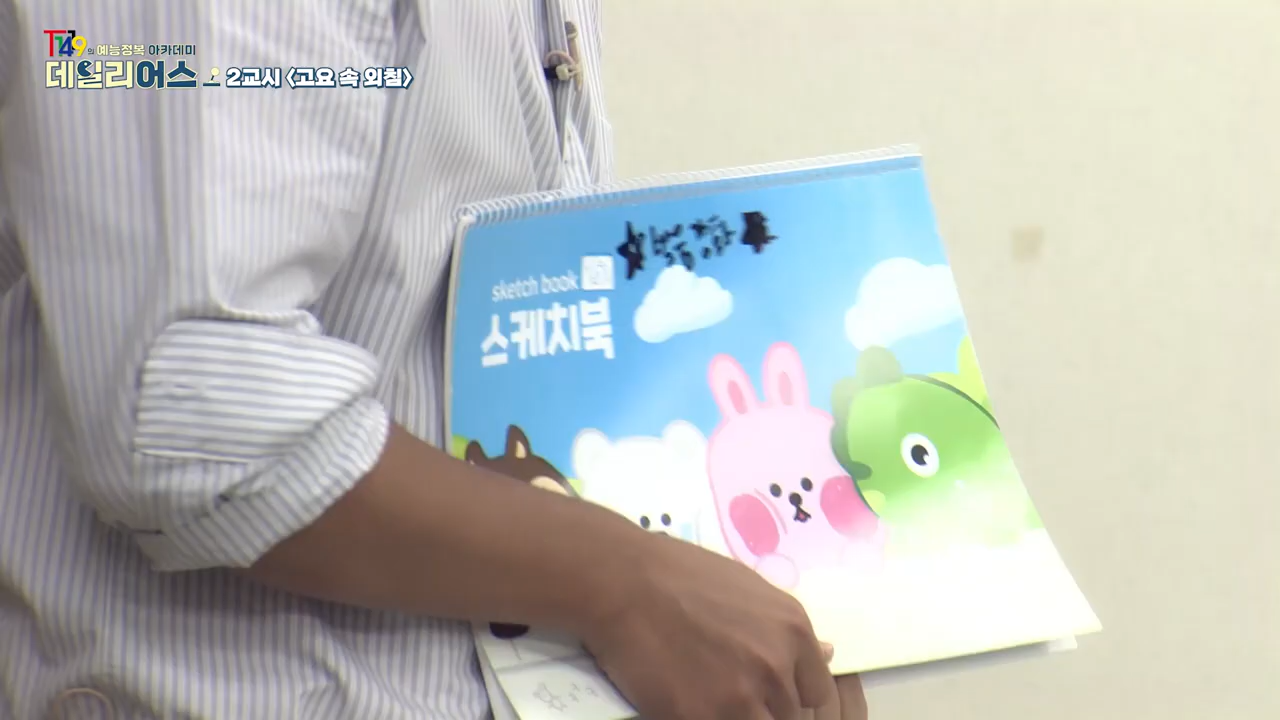 T1419의 예능정복 아카데미
데일리어스 2교시 <고요 속 외침>
sketch book
스케치북